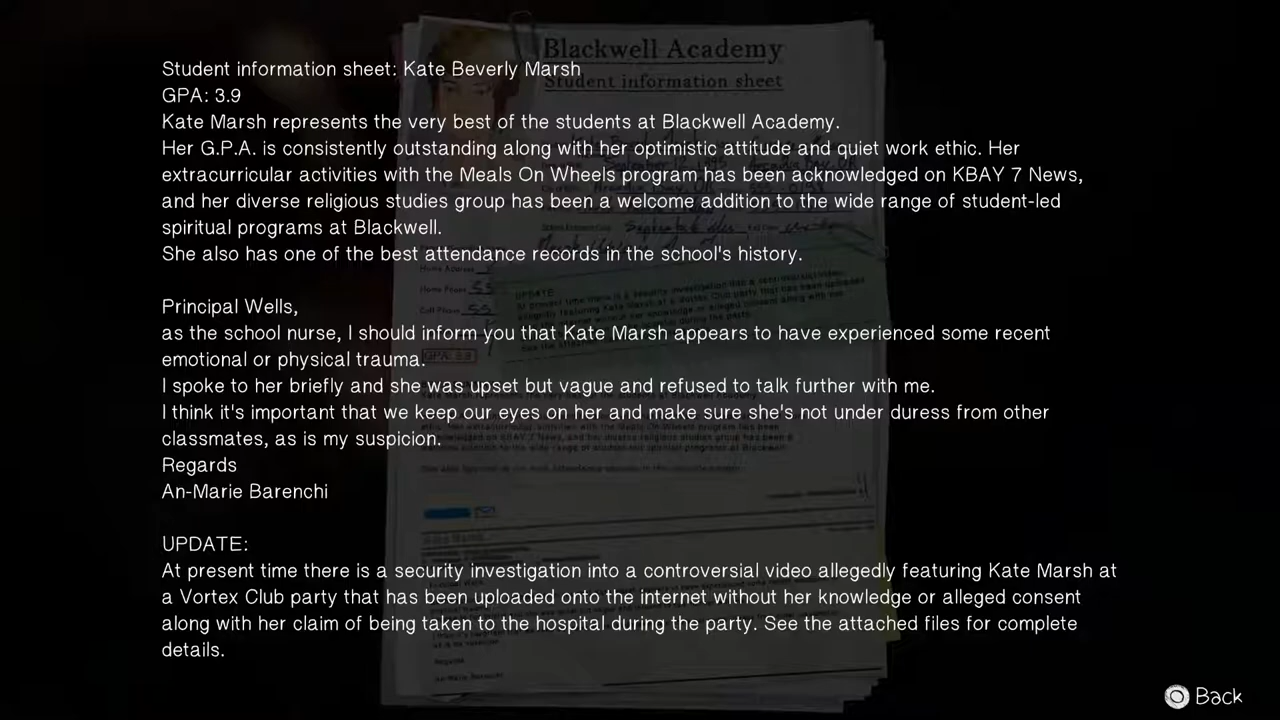 Blackwell Academy
Student information sheet
Student information sheet: Kate Beverly Marsh
GPA: 3.9
Kate Marsh represents the very best of the students at Blackwell Academy.
Her G.P.A. is consistently outstanding along with her optimistic attitude and quiet work ethic. Her
extracurricular activities with the Meals On Wheels program has been acknowledged on KBAY 7 News,
and her diverse religious studies group has been a welcome addition to the wide range of student-led
spiritual programs at Blackwell.
She also has one of the best attendance records in the school's history.
Principal Wells,
as the school nurse, I should inform you that Kate Marsh appears to have experienced some recent
emotional or physical trauma.
I spoke to her briefly and she was upset but vague and refused to talk further with me.
I think it's important that we keep our eyes on her and make sure she's not under duress from other
classmates, as is my suspicion.
Regards
An-Marie Barenchi
UPDATE:
At present time there is a security investigation into a controversial video allegedly featuring Kate Marsh at
a Vortex Club party that has been uploaded onto the internet without her knowledge or alleged consent
along with her claim of being taken to the hospital during the party. See the attached files for complete
details.
Back